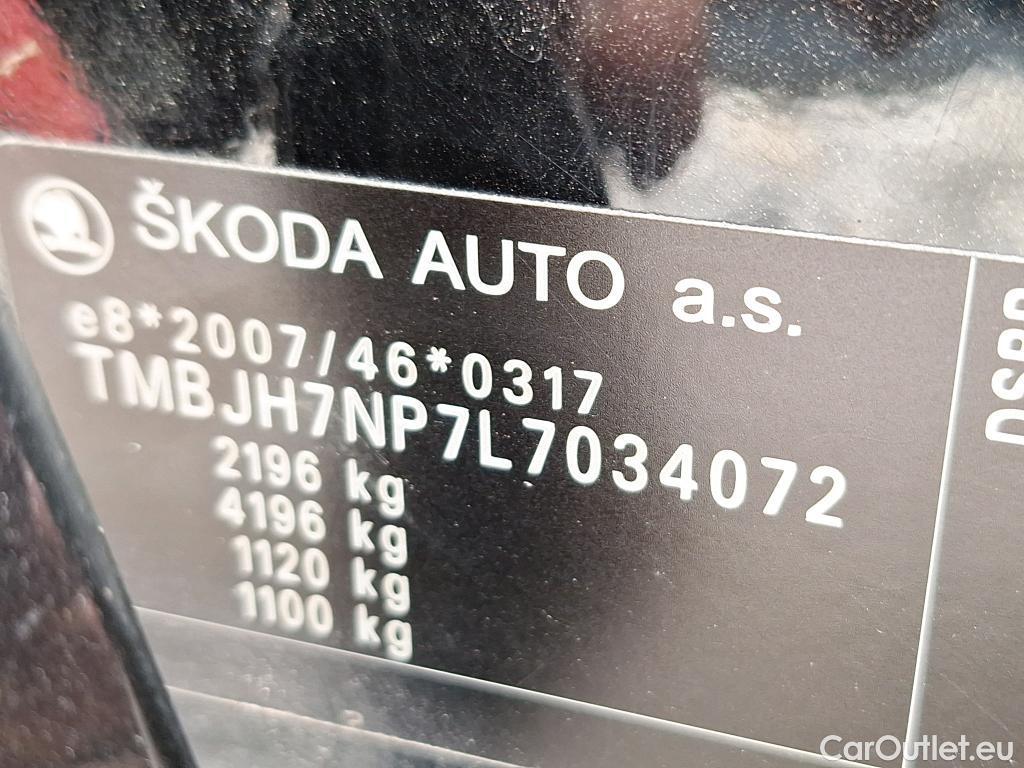 ŠKODA AUTO a.s.
e8*2007/46*0317
TMBJH7NP7L7034072
2196 kg
4196 kg
1120 kg
1100 kg
CarOutlet.eu